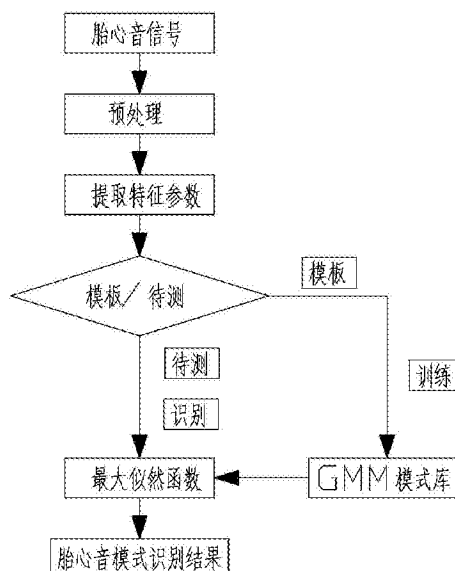 胎心音信号
预处理
提取特征参数
模板/待测
模板
待测
训练
识别
最大似然函数
GMM模式库
胎心音模式识别结果